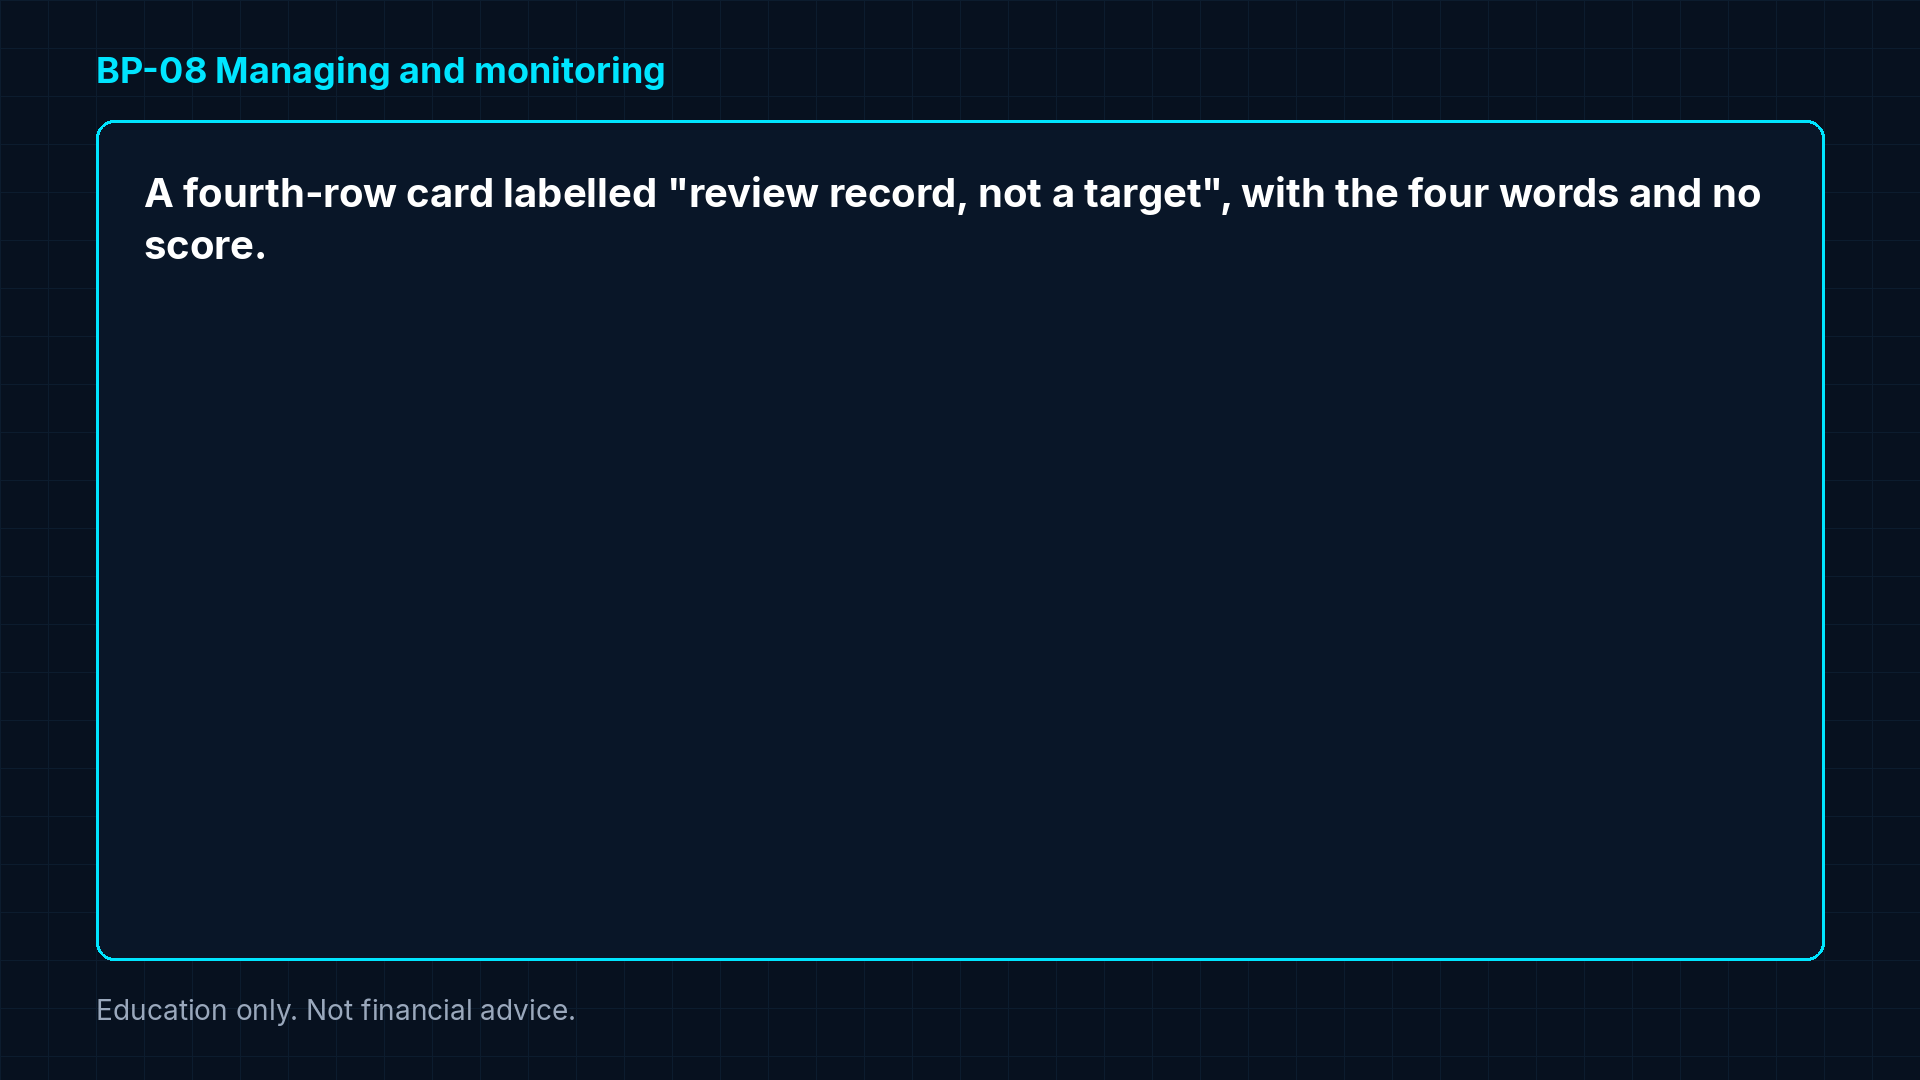 BP-08 Managing and monitoring
A fourth-row card labelled "review record, not a target", with the four words and no
score.
Education only. Not financial advice.